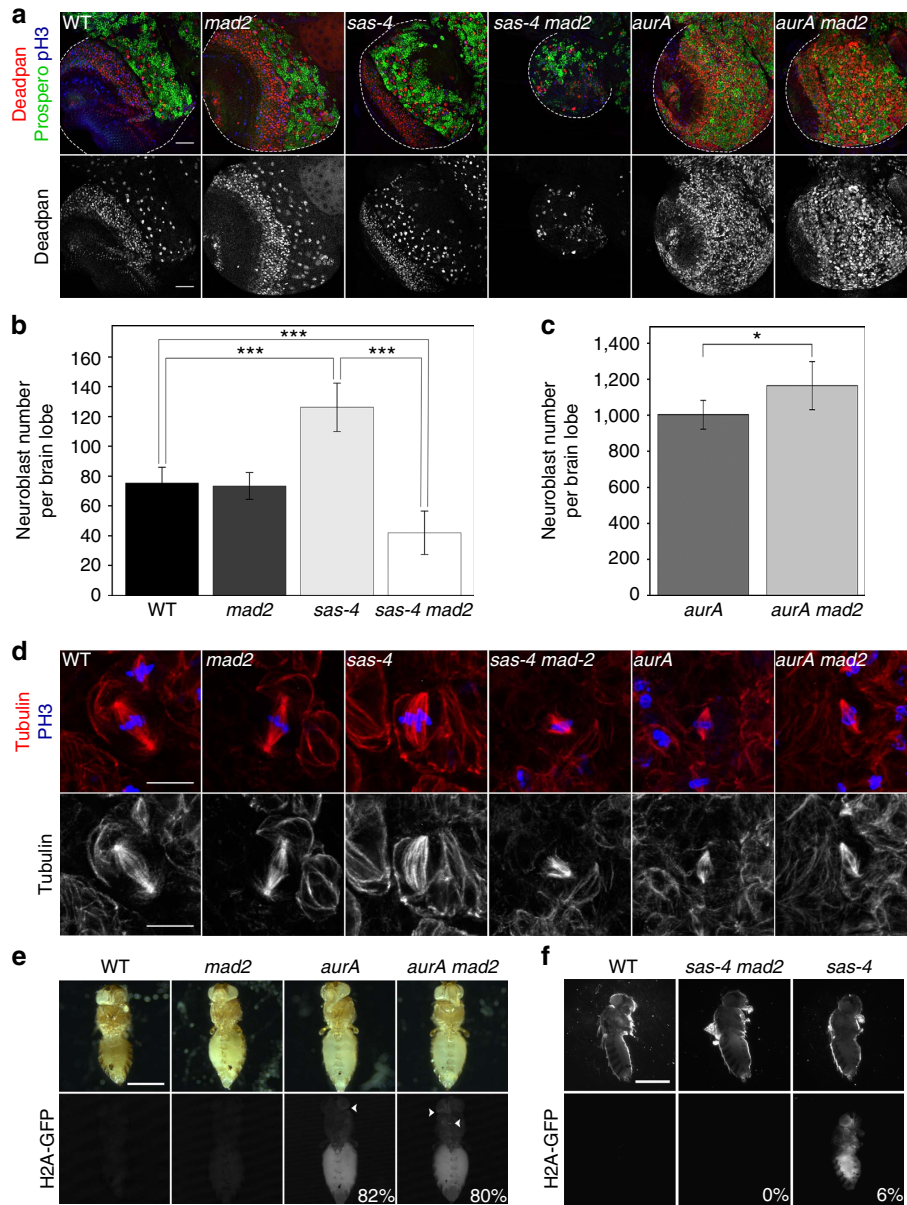 a
WT
mad2
sas-4
sas-4 mad2
aurA
aurA mad2
Deadpan
Prospero pH3
Deadpan
b
Neuroblast number
per brain lobe
160
140
120
100
80
60
40
20
0
***
***
***
WT
mad2
sas-4
sas-4 mad2
c
Neuroblast number
per brain lobe
1,400
1,200
1,000
800
600
400
200
0
*
aurA
aurA mad2
d
WT
mad2
sas-4
sas-4 mad-2
aurA
aurA mad2
Tubulin
PH3
Tubulin
e
WT
mad2
aurA
aurA mad2
H2A-GFP
82%
80%
f
WT
sas-4 mad2
sas-4
H2A-GFP
0%
6%